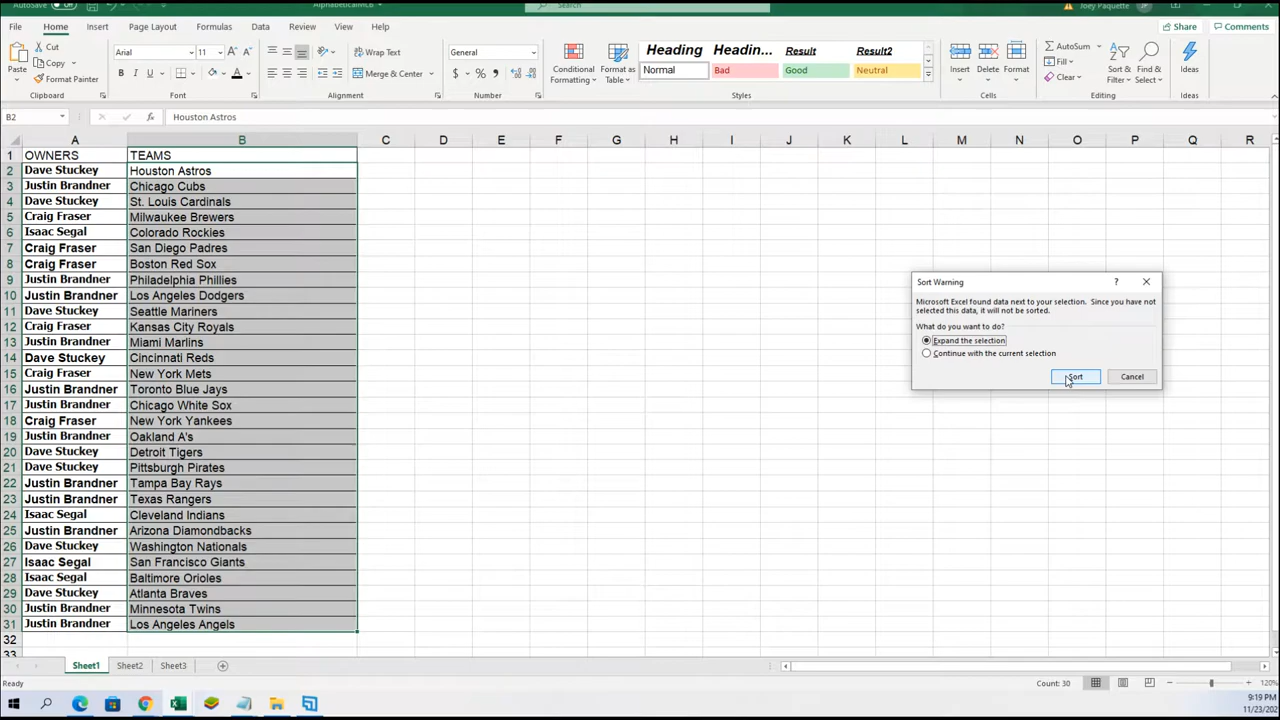 AutoSave Off AlphabeticalMLB Search Joey Paquette JP
File Home Insert Page Layout Formulas Data Review View Help Share Comments
Paste Cut Copy Format Painter Clipboard
Arial 11 A A B I U A Font
Wrap Text Merge & Center Alignment
General $ % 9 Number
Conditional Formatting Format as Table
Heading Headin... Result Result2
Normal Bad Good Neutral
Styles
Insert Delete Format Cells
AutoSum Fill Clear Sort & Filter Find & Select Editing
Ideas Ideas
B2 fx Houston Astros
A B C D E F G H I J K L M N O P Q R
1 OWNERS TEAMS
2 Dave Stuckey Houston Astros
3 Justin Brandner Chicago Cubs
4 Dave Stuckey St. Louis Cardinals
5 Craig Fraser Milwaukee Brewers
6 Isaac Segal Colorado Rockies
7 Craig Fraser San Diego Padres
8 Craig Fraser Boston Red Sox
9 Justin Brandner Philadelphia Phillies
10 Justin Brandner Los Angeles Dodgers
11 Dave Stuckey Seattle Mariners
12 Craig Fraser Kansas City Royals
13 Justin Brandner Miami Marlins
14 Dave Stuckey Cincinnati Reds
15 Craig Fraser New York Mets
16 Justin Brandner Toronto Blue Jays
17 Justin Brandner Chicago White Sox
18 Craig Fraser New York Yankees
19 Justin Brandner Oakland A's
20 Dave Stuckey Detroit Tigers
21 Dave Stuckey Pittsburgh Pirates
22 Justin Brandner Tampa Bay Rays
23 Justin Brandner Texas Rangers
24 Isaac Segal Cleveland Indians
25 Justin Brandner Arizona Diamondbacks
26 Dave Stuckey Washington Nationals
27 Isaac Segal San Francisco Giants
28 Isaac Segal Baltimore Orioles
29 Dave Stuckey Atlanta Braves
30 Justin Brandner Minnesota Twins
31 Justin Brandner Los Angeles Angels
32
33
Sort Warning ?
Microsoft Excel found data next to your selection. Since you have not
selected this data, it will not be sorted.
What do you want to do?
Expand the selection
Continue with the current selection
Sort Cancel
Sheet1 Sheet2 Sheet3
Ready Count: 30 120%
9:19 PM
11/23/202